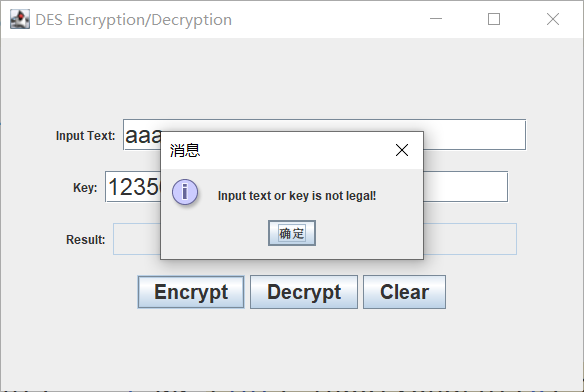 DES Encryption/Decryption
Input Text: aaa
消息
Input text or key is not legal!
Key:
确定
Result:
Encrypt Decrypt Clear